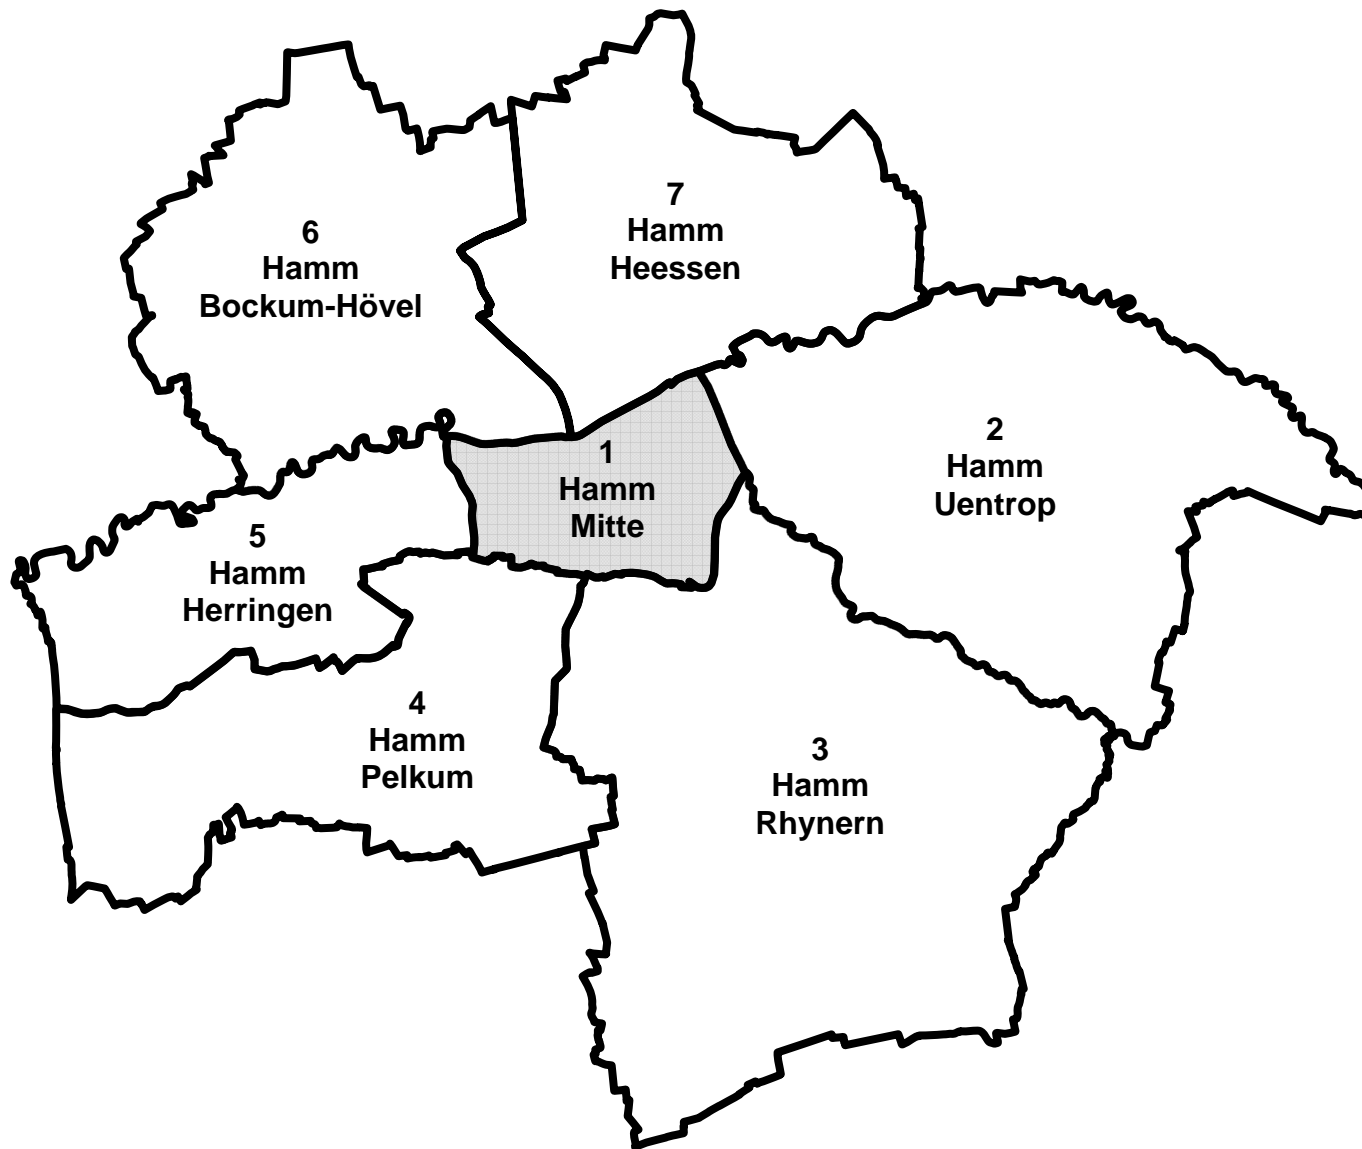 7
Hamm
Heessen
6
Hamm
Bockum-Hövel
2
Hamm
Uentrop
1
Hamm
Mitte
5
Hamm
Herringen
4
Hamm
Pelkum
3
Hamm
Rhynern